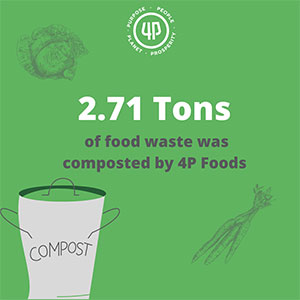 PURPOSE · PEOPLE · PROSPERITY · PLANET ·
4P
2.71 Tons
of food waste was
composted by 4P Foods
COMPOST